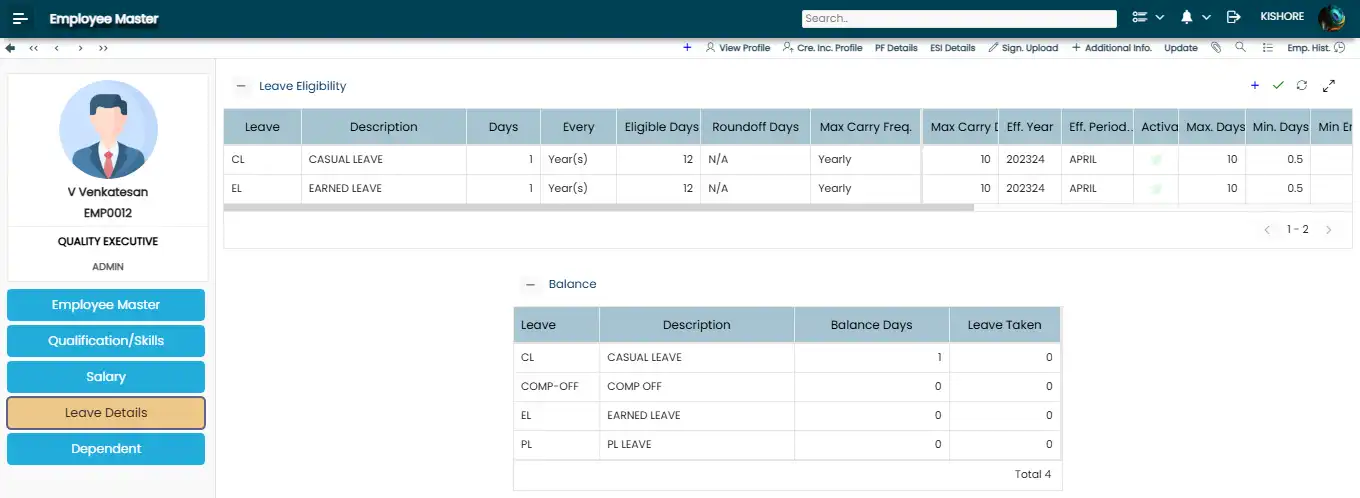 Employee Master
Search..
KISHORE
<< < > >>
+ View Profile Cre. Inc. Profile PF Details ESI Details Sign. Upload + Additional Info. Update Emp. Hist.
V Venkatesan
EMP0012
QUALITY EXECUTIVE
ADMIN
Employee Master
Qualification/Skills
Salary
Leave Details
Dependent
— Leave Eligibility
Leave Description Days Every Eligible Days Roundoff Days Max Carry Freq. Max Carry D Eff. Year Eff. Period.. Activa Max. Days Min. Days Min E
CL CASUAL LEAVE 1 Year(s) 12 N/A Yearly 10 202324 APRIL 10 0.5
EL EARNED LEAVE 1 Year(s) 12 N/A Yearly 10 202324 APRIL 10 0.5
< 1 - 2 >
— Balance
Leave Description Balance Days Leave Taken
CL CASUAL LEAVE 1 0
COMP-OFF COMP OFF 0 0
EL EARNED LEAVE 0 0
PL PL LEAVE 0 0
Total 4